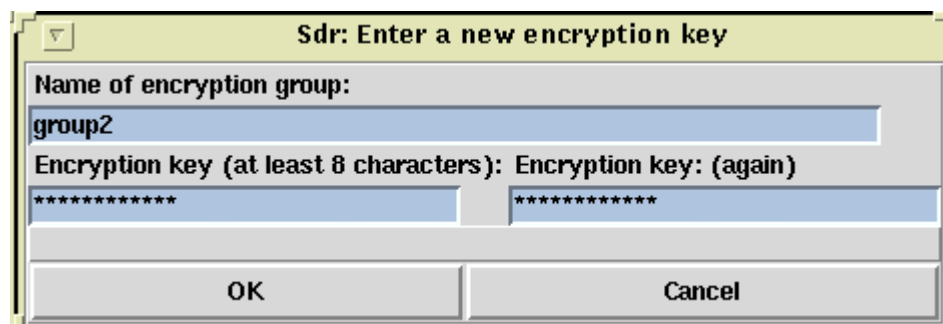 Sdr: Enter a new encryption key
Name of encryption group:
group2
Encryption key (at least 8 characters): Encryption key: (again)
************ ************
OK Cancel